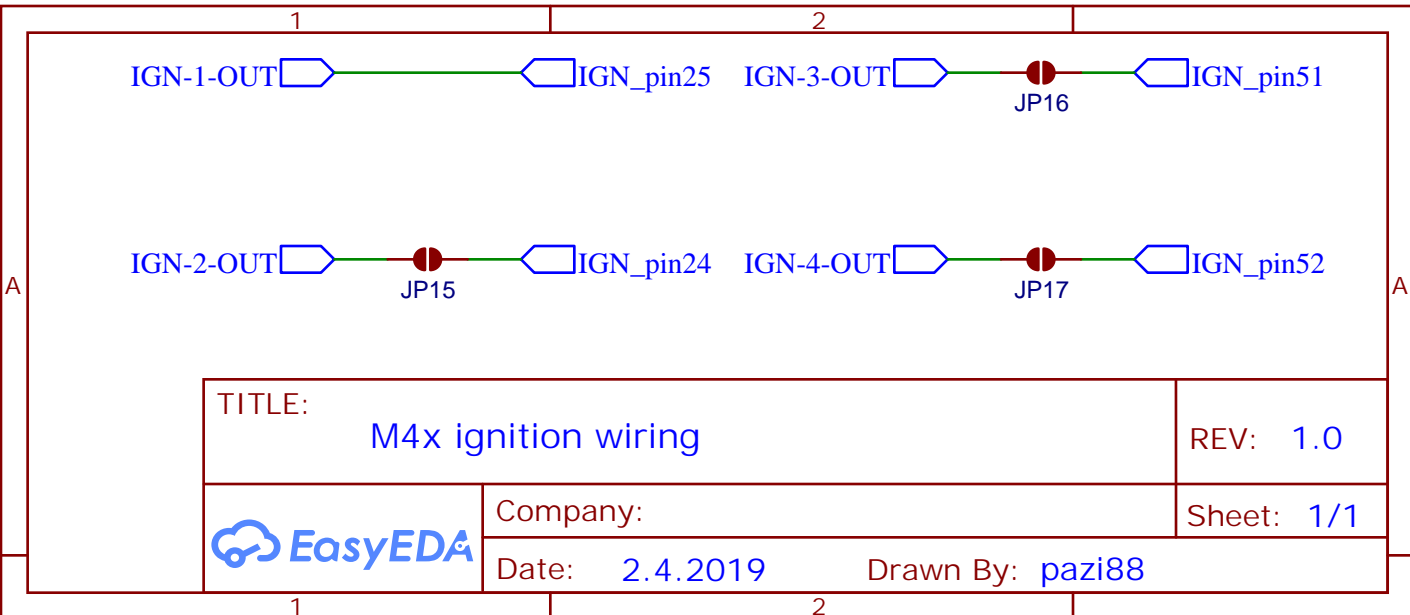 1 2
IGN-1-OUT IGN_pin25 IGN-3-OUT IGN_pin51
JP16
IGN-2-OUT IGN_pin24 IGN-4-OUT IGN_pin52
JP15 JP17
A A
TITLE:
M4x ignition wiring
REV: 1.0
EasyEDA
Company:
Sheet: 1/1
Date: 2.4.2019 Drawn By: pazi88
1 2